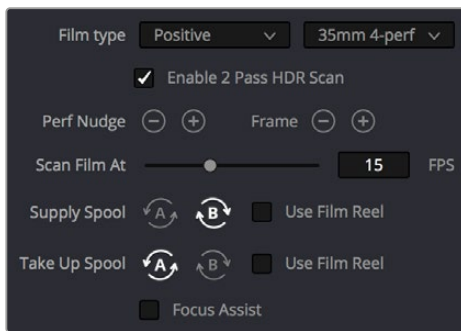 Film type Positive 35mm 4-perf
Enable 2 Pass HDR Scan
Perf Nudge Frame
Scan Film At 15 FPS
Supply Spool A B Use Film Reel
Take Up Spool A B Use Film Reel
Focus Assist